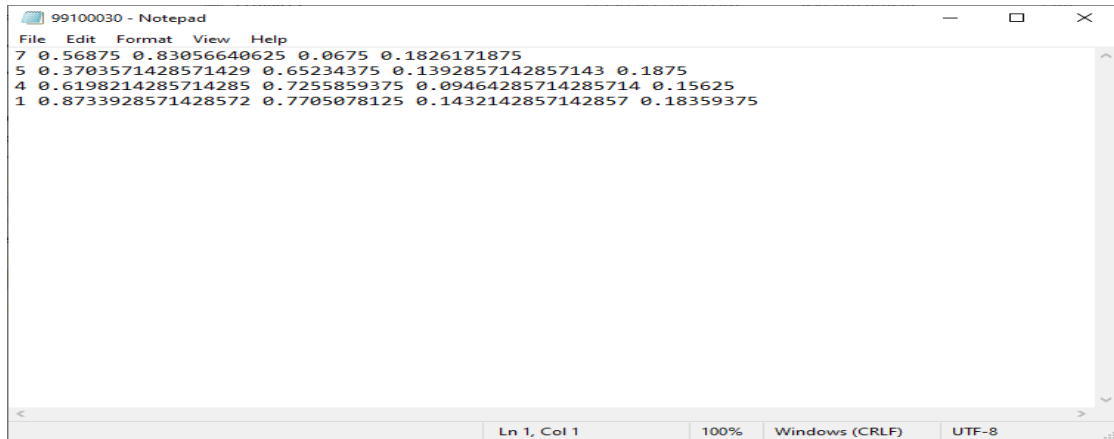 99100030 - Notepad
File Edit Format View Help
7 0.56875 0.83056640625 0.0675 0.1826171875
5 0.3703571428571429 0.65234375 0.1392857142857143 0.1875
4 0.6198214285714285 0.7255859375 0.09464285714285714 0.15625
1 0.8733928571428572 0.7705078125 0.1432142857142857 0.18359375
Ln 1, Col 1 100% Windows (CRLF) UTF-8